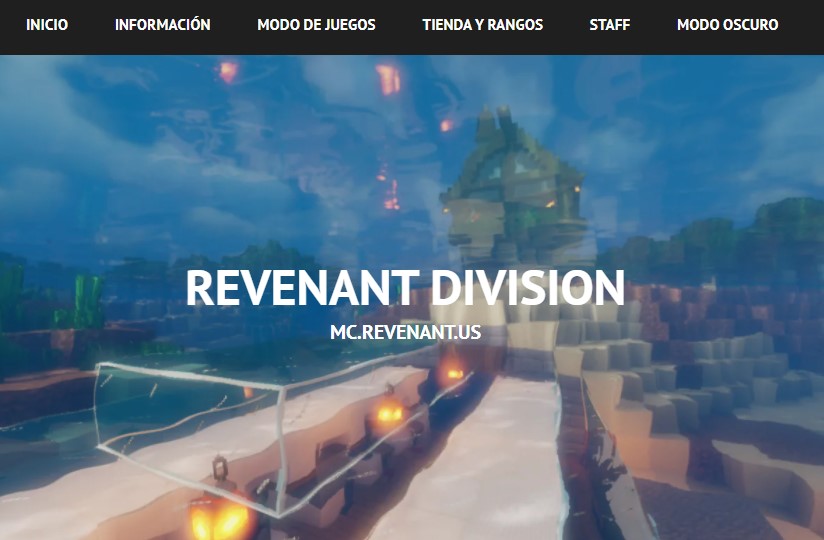 INICIO INFORMACIÓN MODO DE JUEGOS TIENDA Y RANGOS STAFF MODO OSCURO
REVENANT DIVISION
MC.REVENANT.US